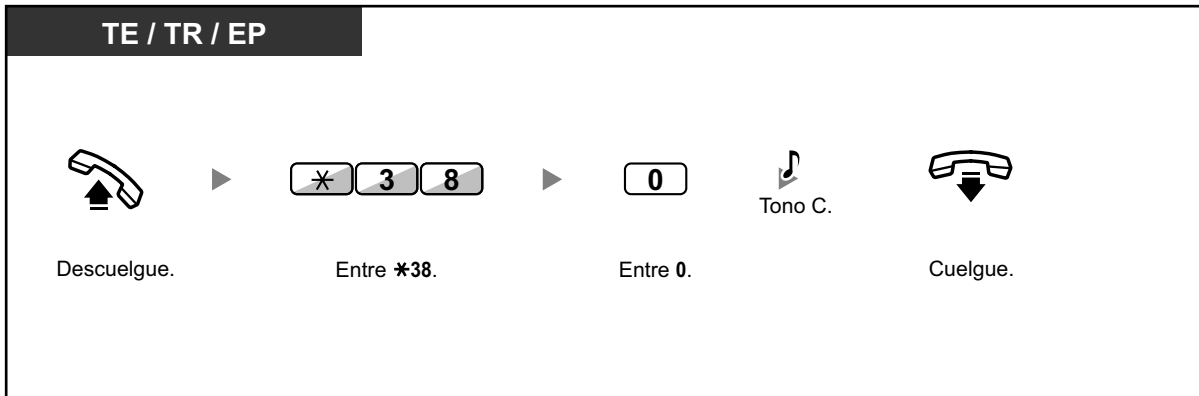 TE / TR / EP
✳ 3 8 0
Tono C.
Descuelgue. Entre ✳38. Entre 0. Cuelgue.